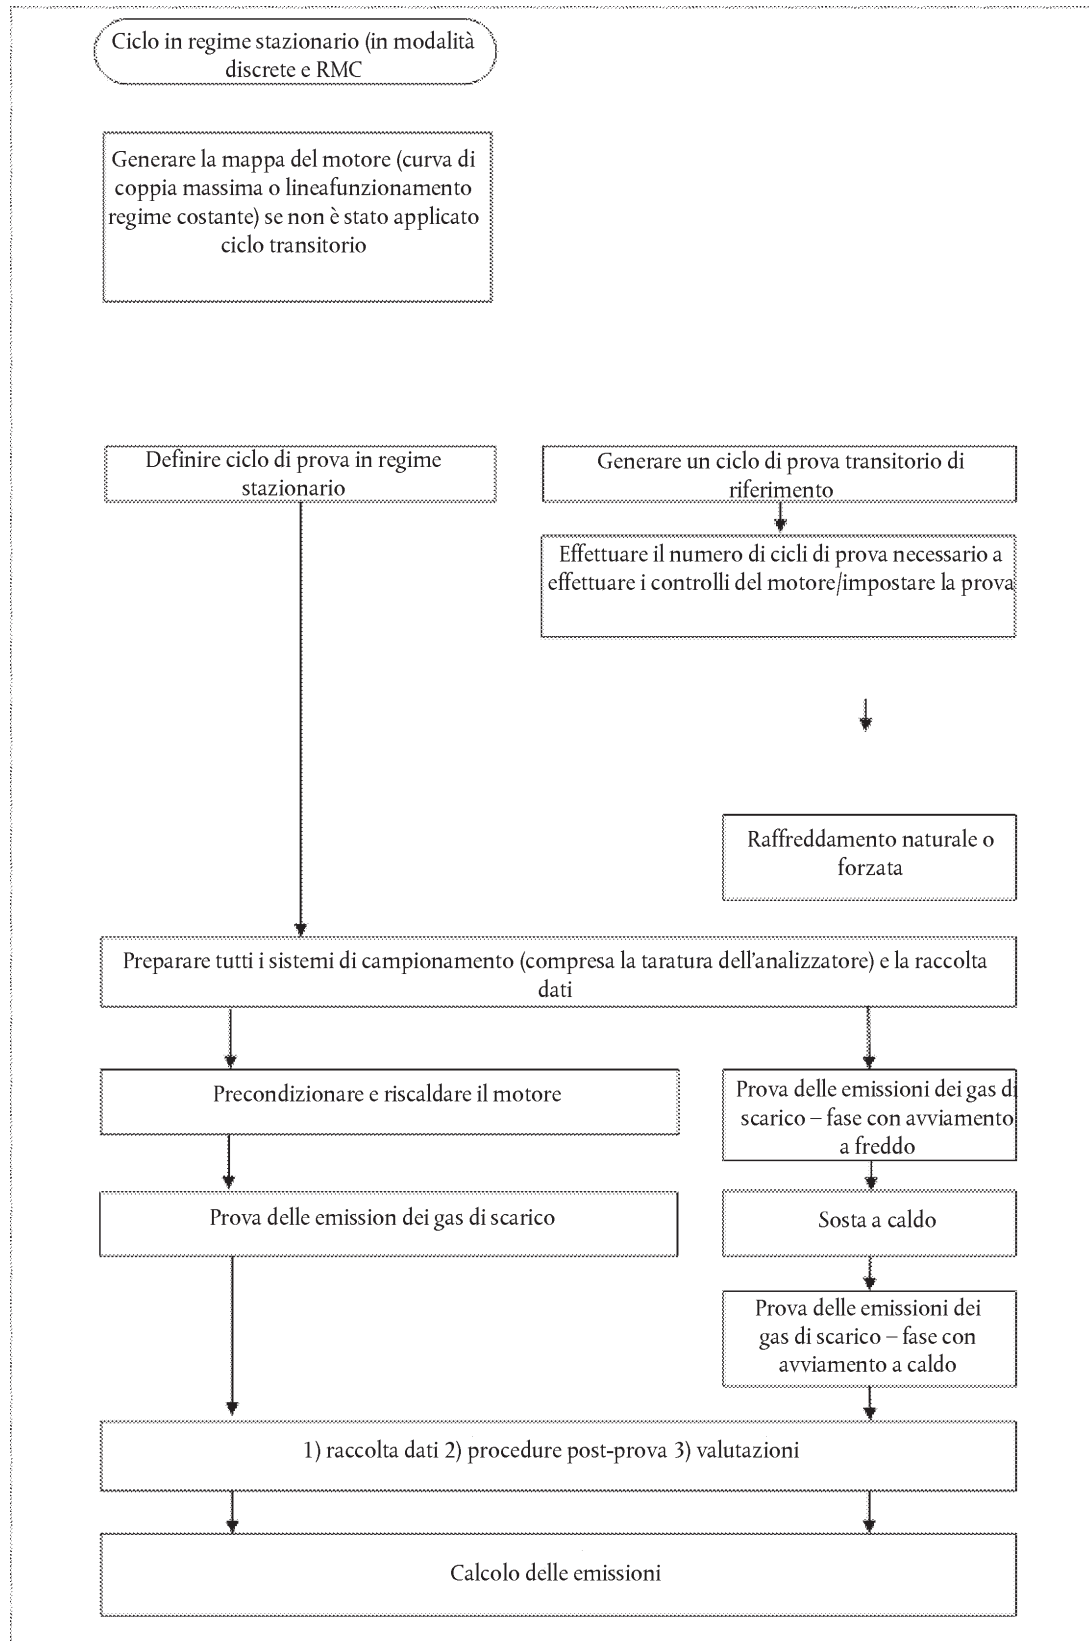 Ciclo in regime stazionario (in modalità
discrete e RMC
Generare la mappa del motore (curva di
coppia massima o lineafunzionamento
regime costante) se non è stato applicato
ciclo transitorio
Definire ciclo di prova in regime
stazionario
Generare un ciclo di prova transitorio di
riferimento
Effettuare il numero di cicli di prova necessario a
effettuare i controlli del motore/impostare la prova
Raffreddamento naturale o
forzata
Preparare tutti i sistemi di campionamento (compresa la taratura dell'analizzatore) e la raccolta
dati
Precondizionare e riscaldare il motore
Prova delle emissioni dei gas di
scarico – fase con avviamento
a freddo
Prova delle emission dei gas di scarico
Sosta a caldo
Prova delle emissioni dei
gas di scarico – fase con
avviamento a caldo
1) raccolta dati 2) procedure post-prova 3) valutazioni
Calcolo delle emissioni